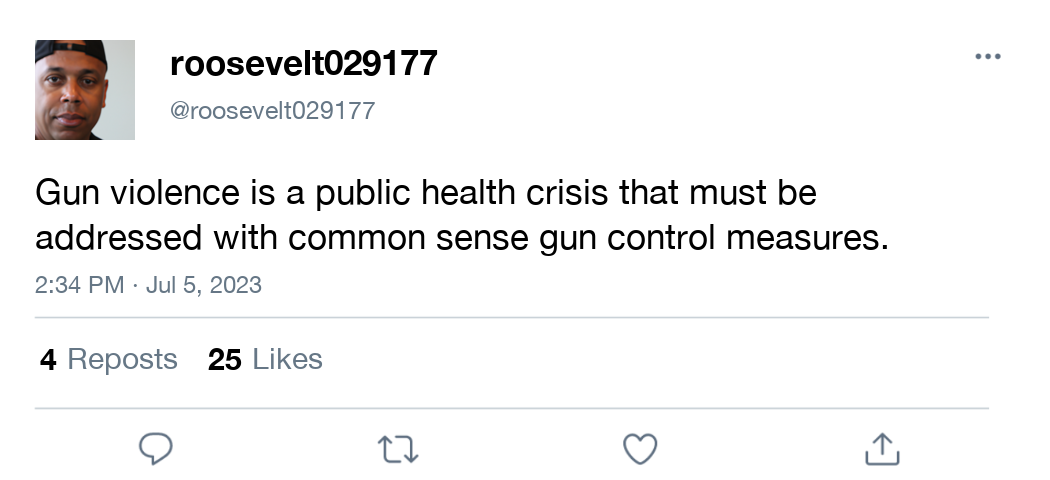 roosevelt029177
@roosevelt029177
Gun violence is a public health crisis that must be
addressed with common sense gun control measures.
2:34 PM · Jul 5, 2023
4 Reposts 25 Likes